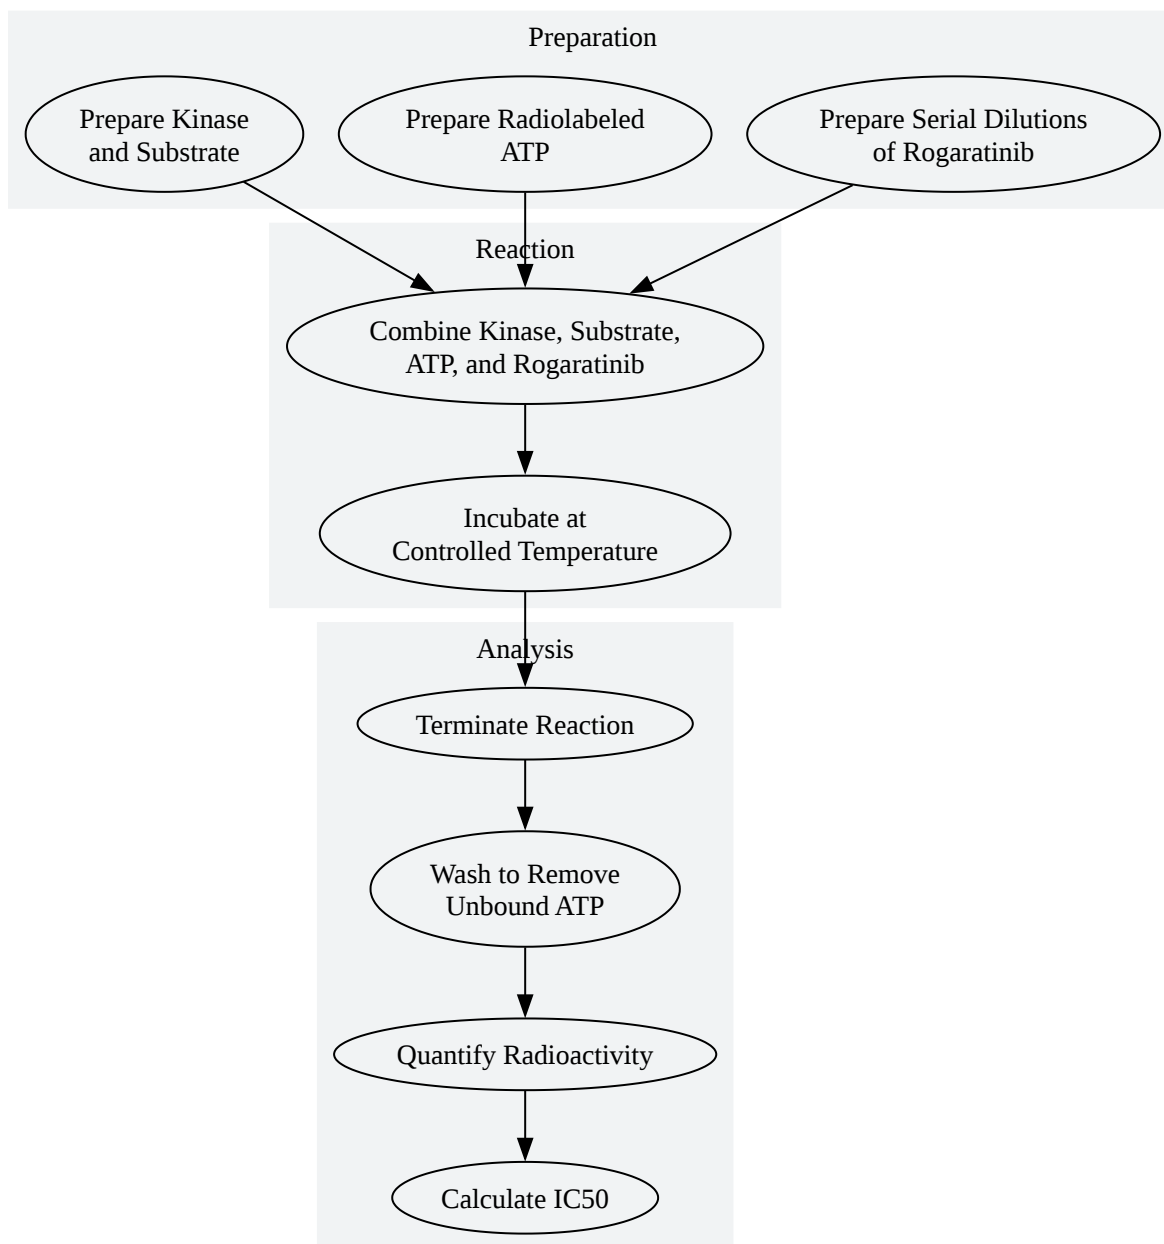 Preparation
Prepare Kinase
and Substrate
Prepare Radiolabeled
ATP
Prepare Serial Dilutions
of Rogaratinib
Reaction
Combine Kinase, Substrate,
ATP, and Rogaratinib
Incubate at
Controlled Temperature
Analysis
Terminate Reaction
Wash to Remove
Unbound ATP
Quantify Radioactivity
Calculate IC50